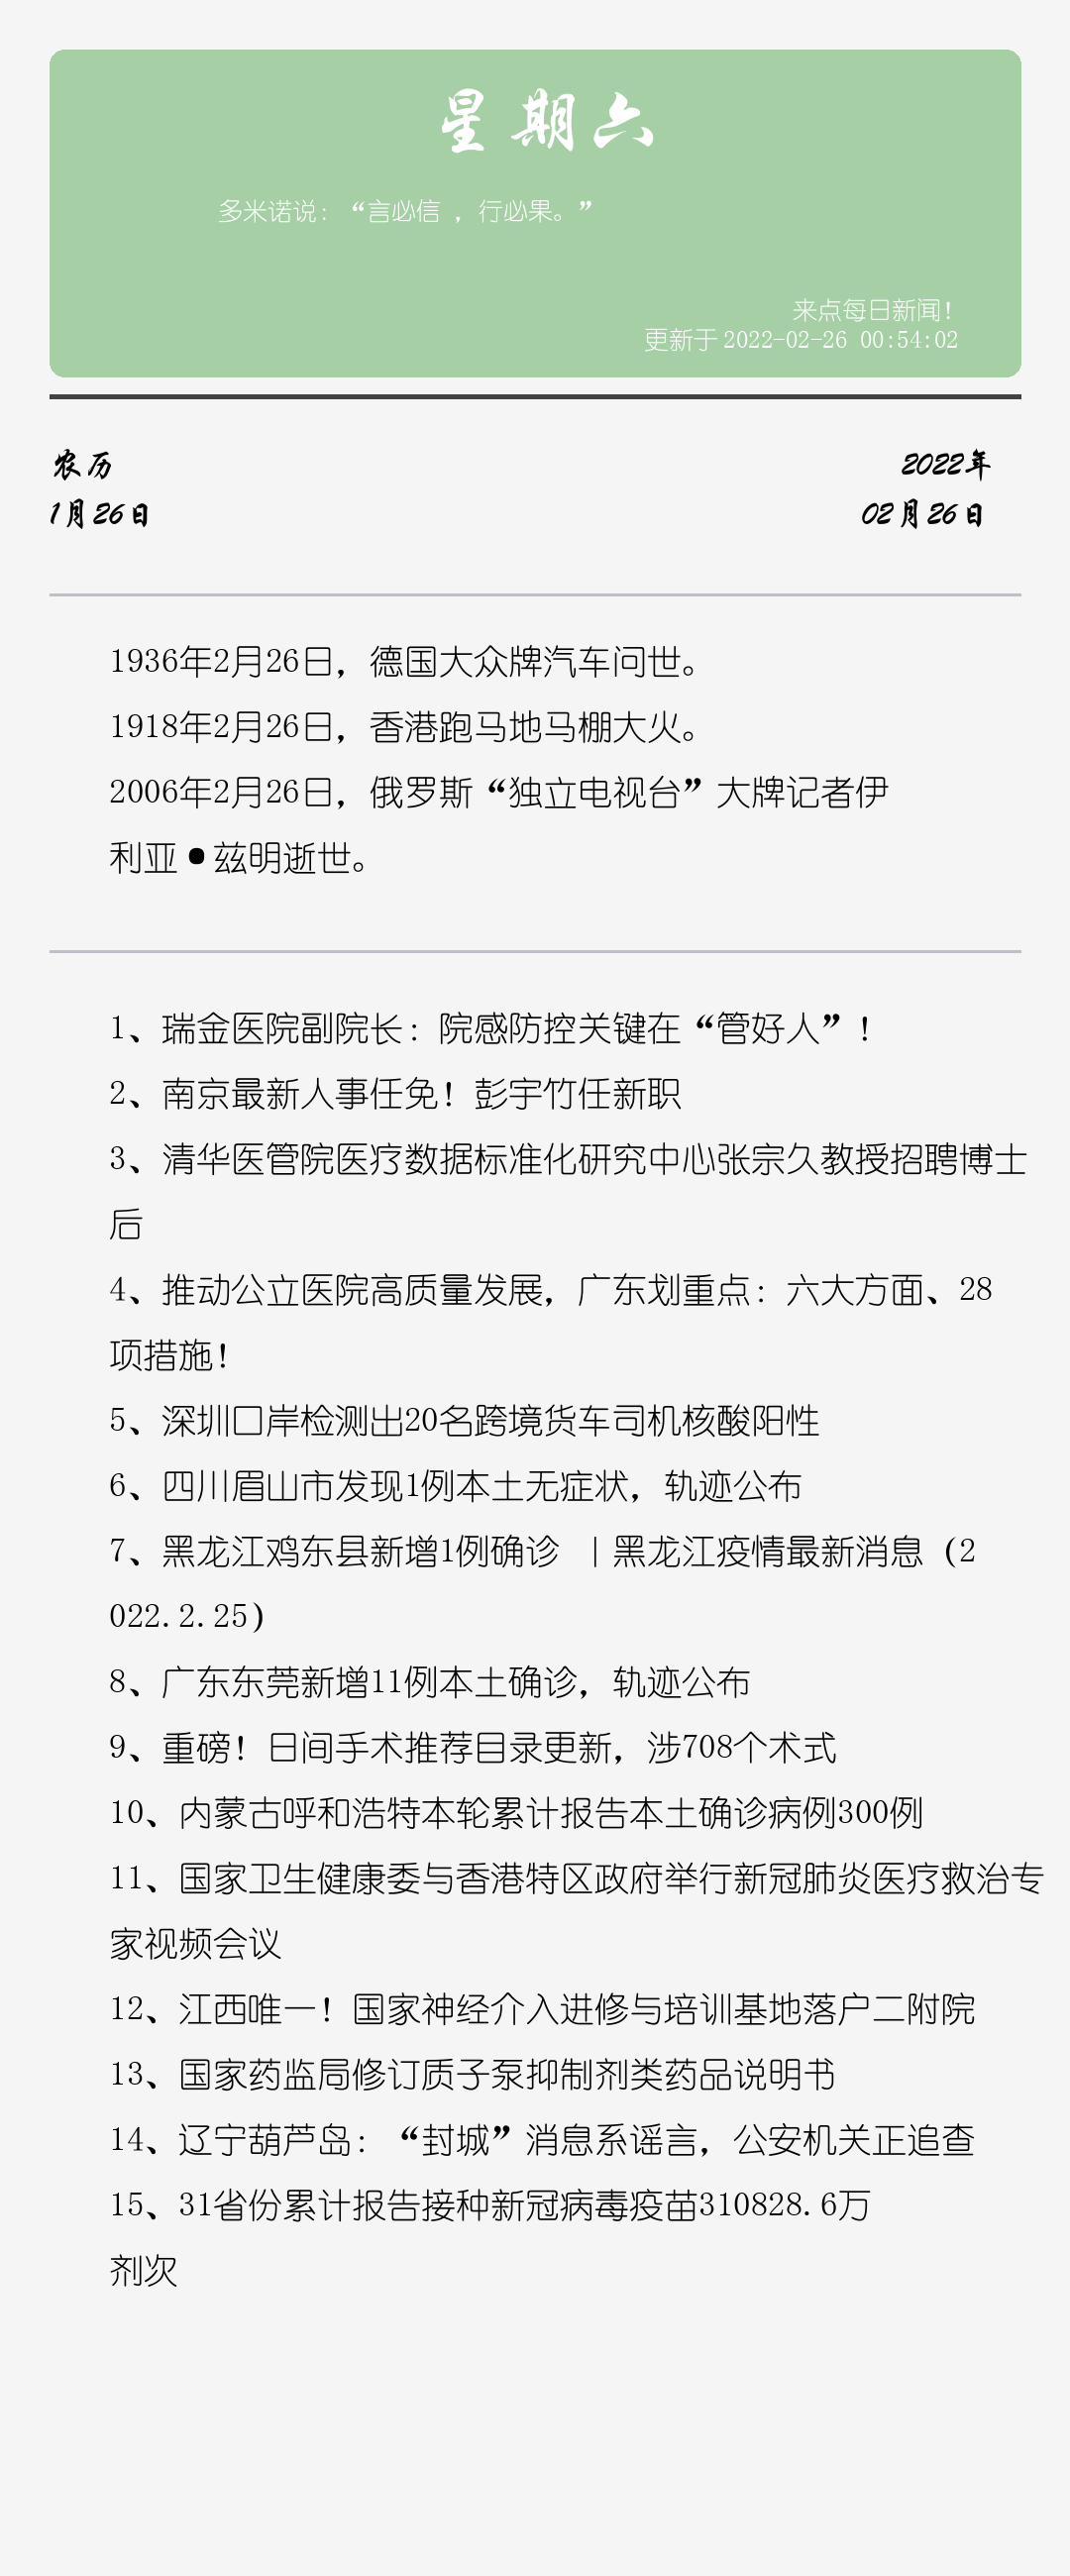 星期六
多米诺说：“言必信 ，行必果。”
来点每日新闻！
更新于 2022-02-26 00:54:02
农历
2022年
1月26日
02月26日
1936年2月26日，德国大众牌汽车问世。
1918年2月26日，香港跑马地马棚大火。
2006年2月26日，俄罗斯“独立电视台”大牌记者伊
利亚●兹明逝世。
1、瑞金医院副院长：院感防控关键在“管好人”！
2、南京最新人事任免！彭宇竹任新职
3、清华医管院医疗数据标准化研究中心张宗久教授招聘博士
后
4、推动公立医院高质量发展，广东划重点：六大方面、28
项措施！
5、深圳口岸检测出20名跨境货车司机核酸阳性
6、四川眉山市发现1例本土无症状，轨迹公布
7、黑龙江鸡东县新增1例确诊 丨黑龙江疫情最新消息（2
022.2.25）
8、广东东莞新增11例本土确诊，轨迹公布
9、重磅！日间手术推荐目录更新，涉708个术式
10、内蒙古呼和浩特本轮累计报告本土确诊病例300例
11、国家卫生健康委与香港特区政府举行新冠肺炎医疗救治专
家视频会议
12、江西唯一！国家神经介入进修与培训基地落户二附院
13、国家药监局修订质子泵抑制剂类药品说明书
14、辽宁葫芦岛：“封城”消息系谣言，公安机关正追查
15、31省份累计报告接种新冠病毒疫苗310828.6万
剂次